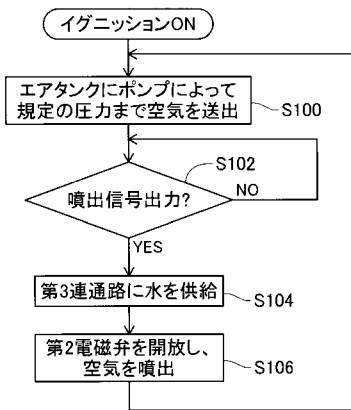 イグニッションON
エアタンクにポンプによって
規定の圧力まで空気を送出
S100
S102
噴出信号出力?
NO
YES
第3連通路に水を供給
S104
第2電磁弁を開放し、
空気を噴出
S106